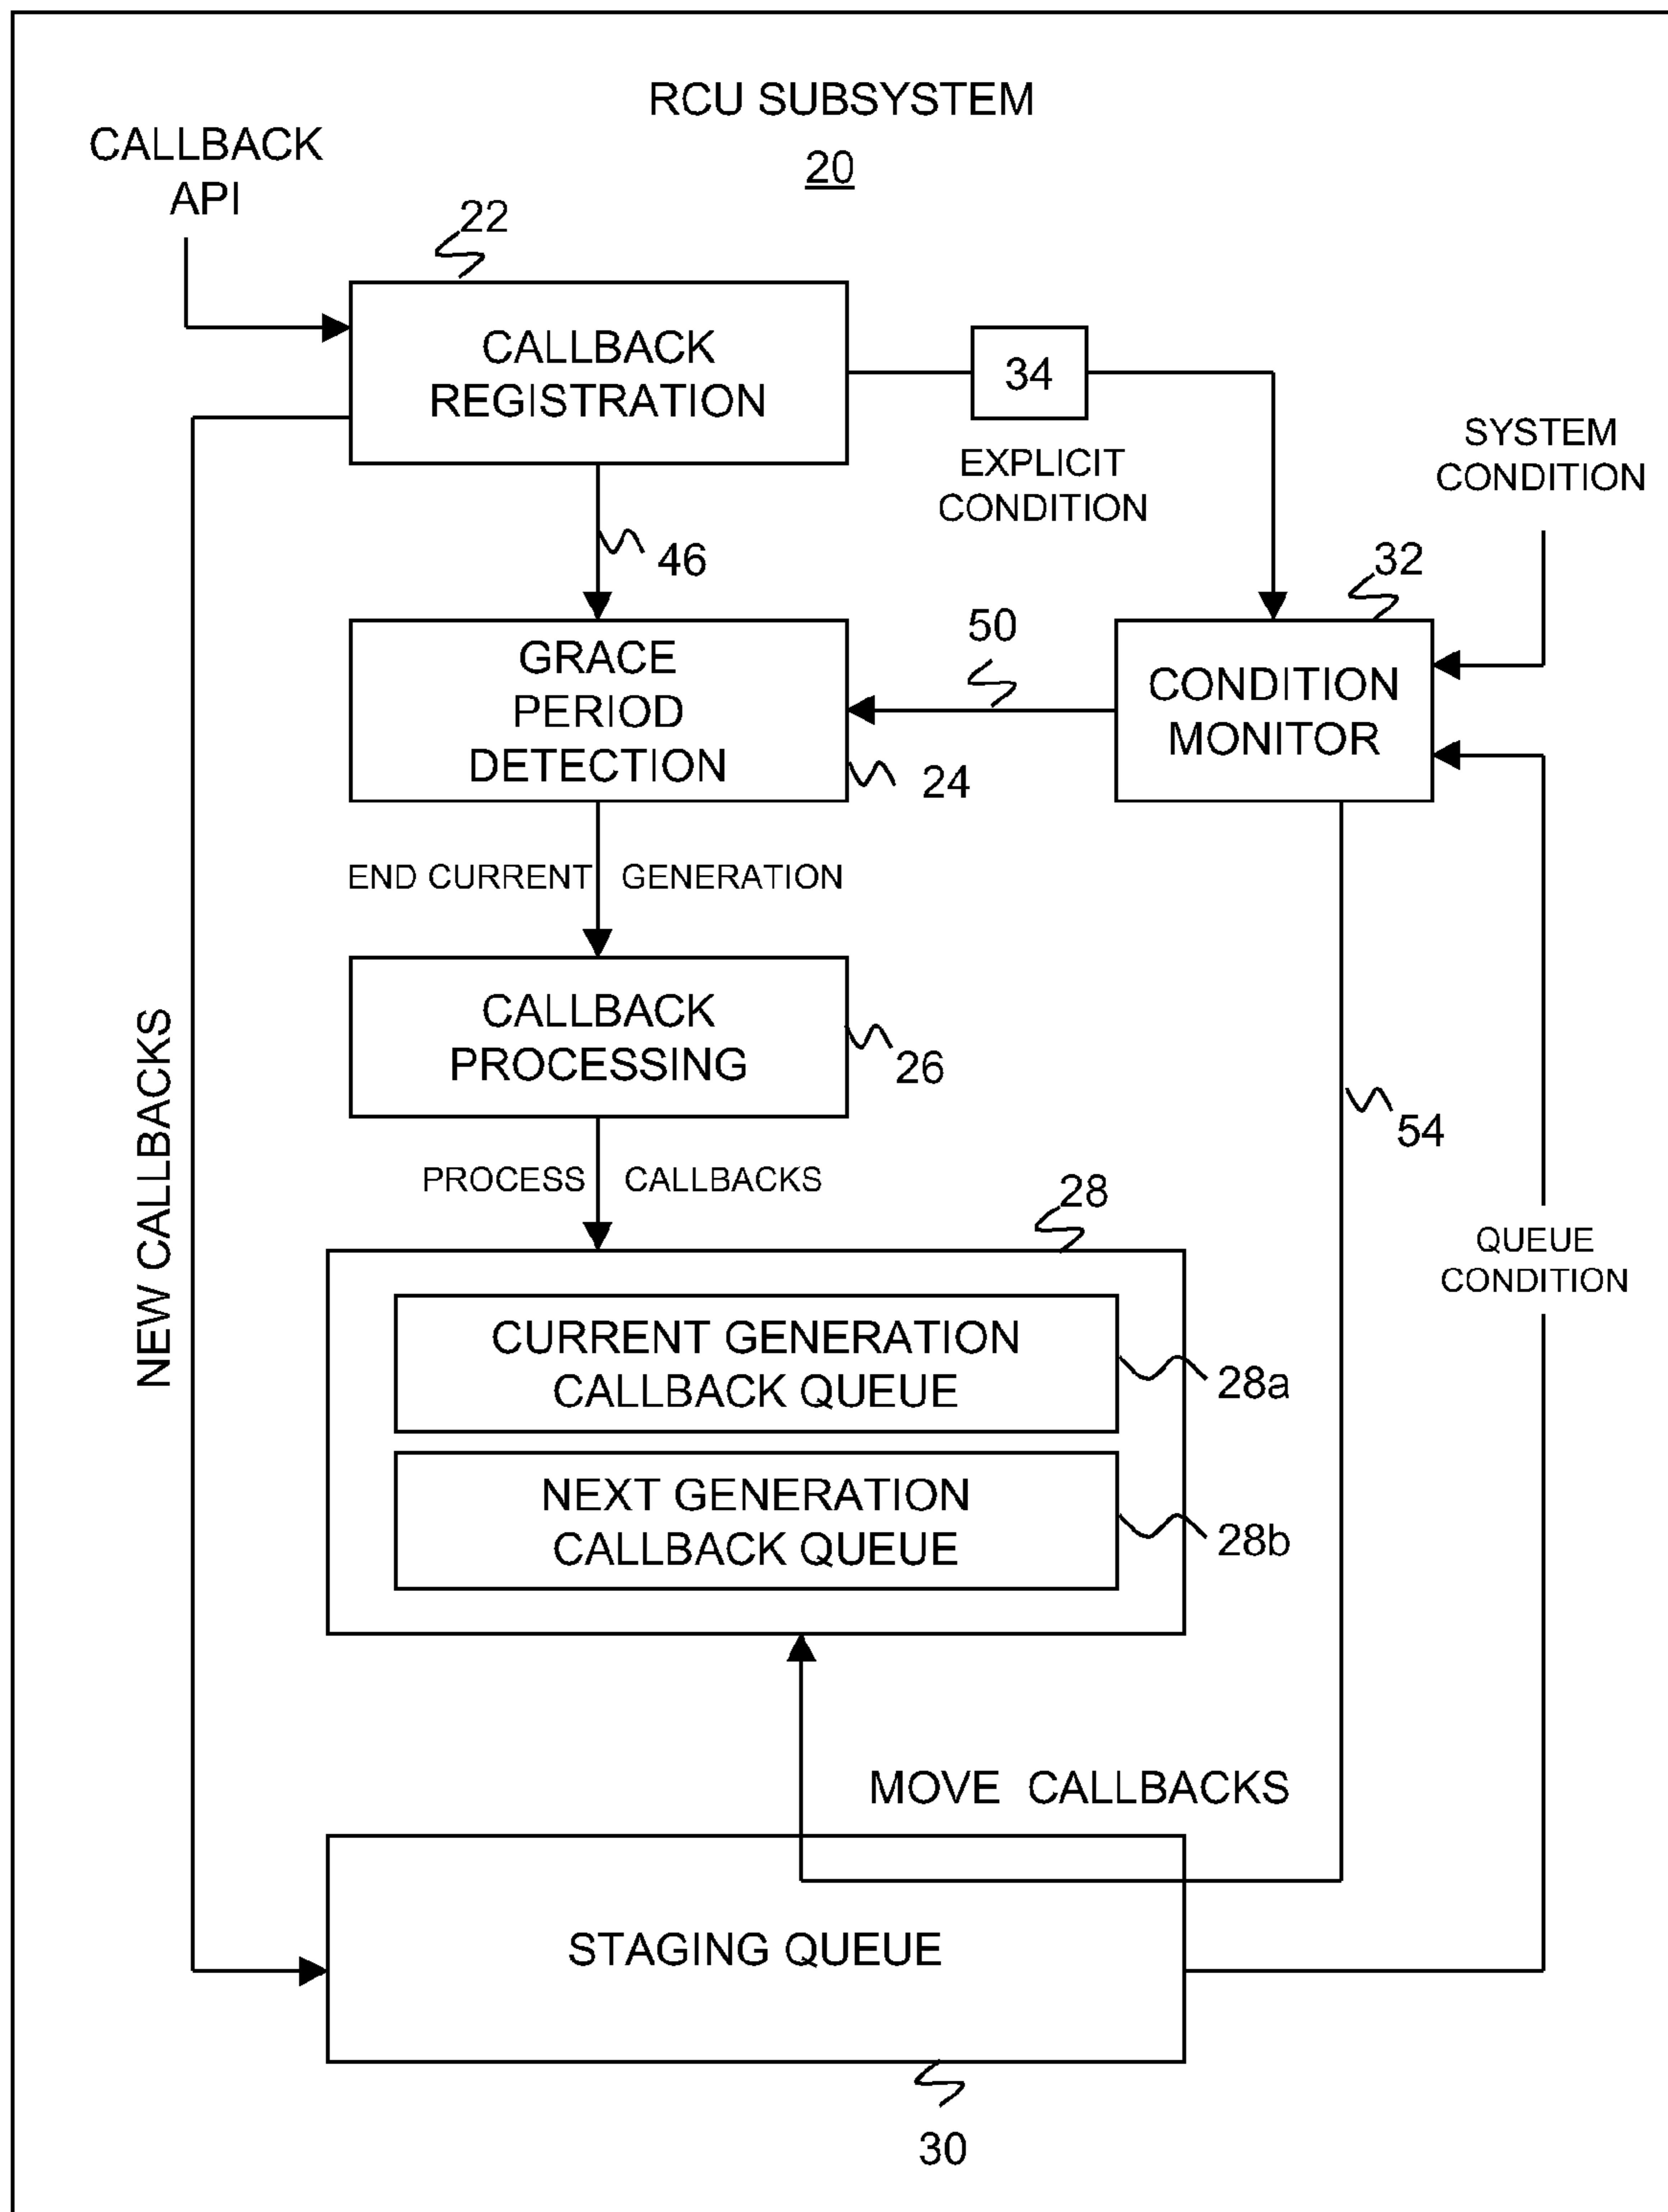 RCU SUBSYSTEM
20
CALLBACK
API
22
CALLBACK
REGISTRATION
34
EXPLICIT
CONDITION
SYSTEM
CONDITION
46
32
50
GRACE
PERIOD
DETECTION
24
CONDITION
MONITOR
END CURRENT GENERATION
CALLBACK
PROCESSING
26
54
NEW CALLBACKS
PROCESS CALLBACKS
28
QUEUE
CONDITION
CURRENT GENERATION
CALLBACK QUEUE
28a
NEXT GENERATION
CALLBACK QUEUE
28b
MOVE CALLBACKS
STAGING QUEUE
30